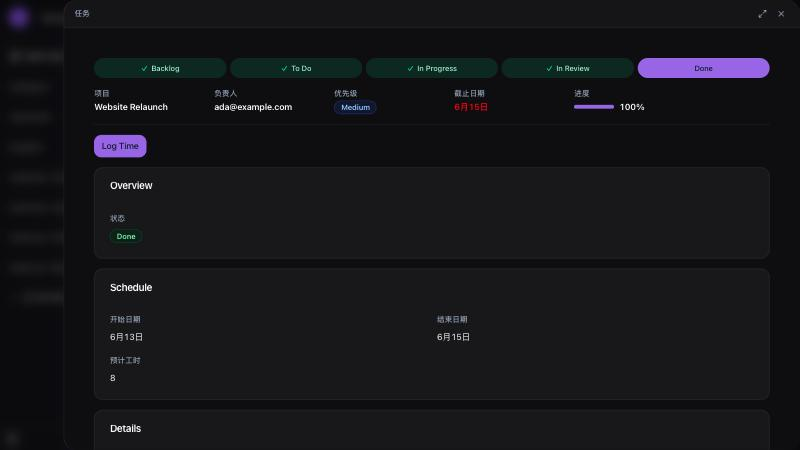 任务
✓ Backlog
✓ To Do
✓ In Progress
✓ In Review
Done
项目
Website Relaunch
负责人
ada@example.com
优先级
Medium
截止日期
6月15日
进度
100%
Log Time
Overview
状态
Done
Schedule
开始日期
6月13日
结束日期
6月15日
预计工时
8
Details